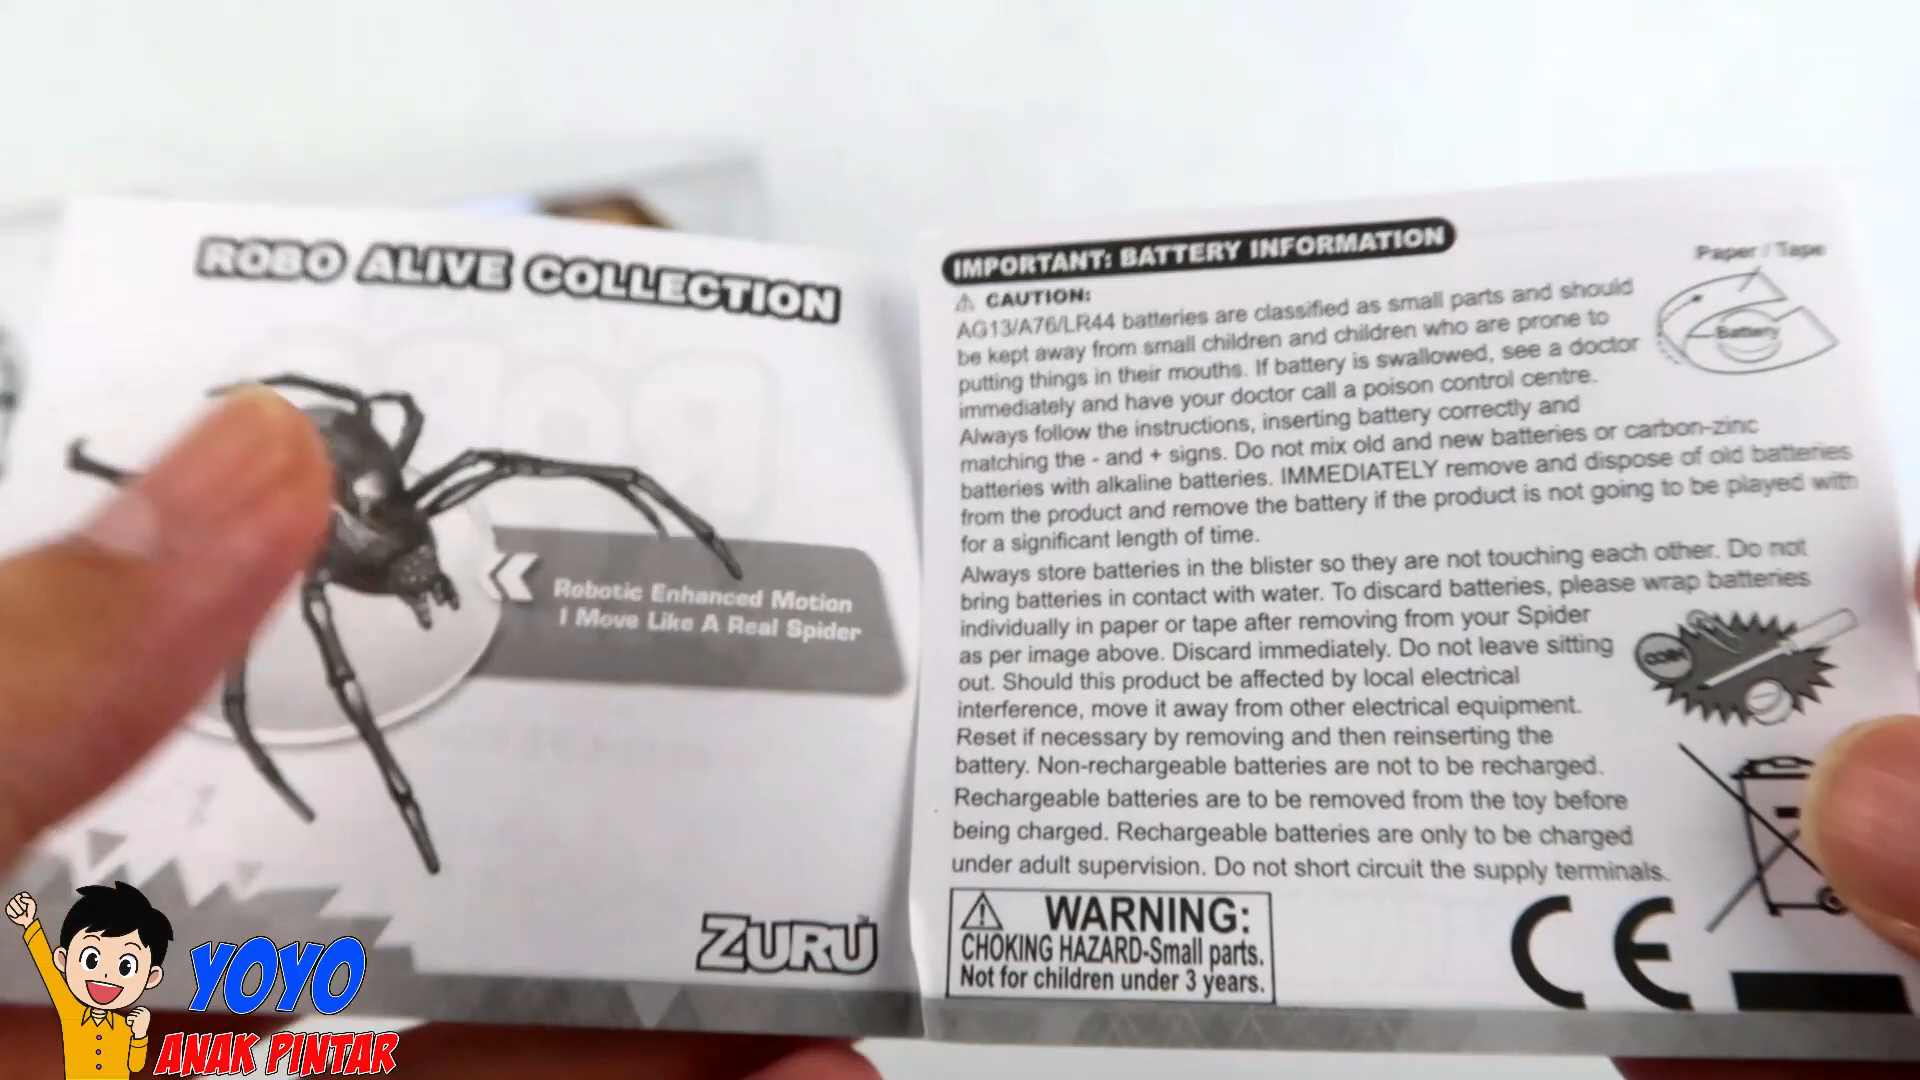 ROBO ALIVE COLLECTION
Robotic Enhanced Motion
I Move Like A Real Spider
ZURU™
IMPORTANT: BATTERY INFORMATION
Paper / Tape
Battery
CAUTION:
AG13/A76/LR44 batteries are classified as small parts and should
be kept away from small children and children who are prone to
putting things in their mouths. If battery is swallowed, see a doctor
immediately and have your doctor call a poison control centre.
Always follow the instructions, inserting battery correctly and
matching the - and + signs. Do not mix old and new batteries or carbon-zinc
batteries with alkaline batteries. IMMEDIATELY remove and dispose of old batteries
from the product and remove the battery if the product is not going to be played with
for a significant length of time.
Always store batteries in the blister so they are not touching each other. Do not
bring batteries in contact with water. To discard batteries, please wrap batteries
individually in paper or tape after removing from your Spider
as per image above. Discard immediately. Do not leave sitting
out. Should this product be affected by local electrical
interference, move it away from other electrical equipment.
Reset if necessary by removing and then reinserting the
battery. Non-rechargeable batteries are not to be recharged.
Rechargeable batteries are to be removed from the toy before
being charged. Rechargeable batteries are only to be charged
under adult supervision. Do not short circuit the supply terminals.
COIN
WARNING:
CHOKING HAZARD-Small parts.
Not for children under 3 years.
CE
YOYO
ANAK PINTAR